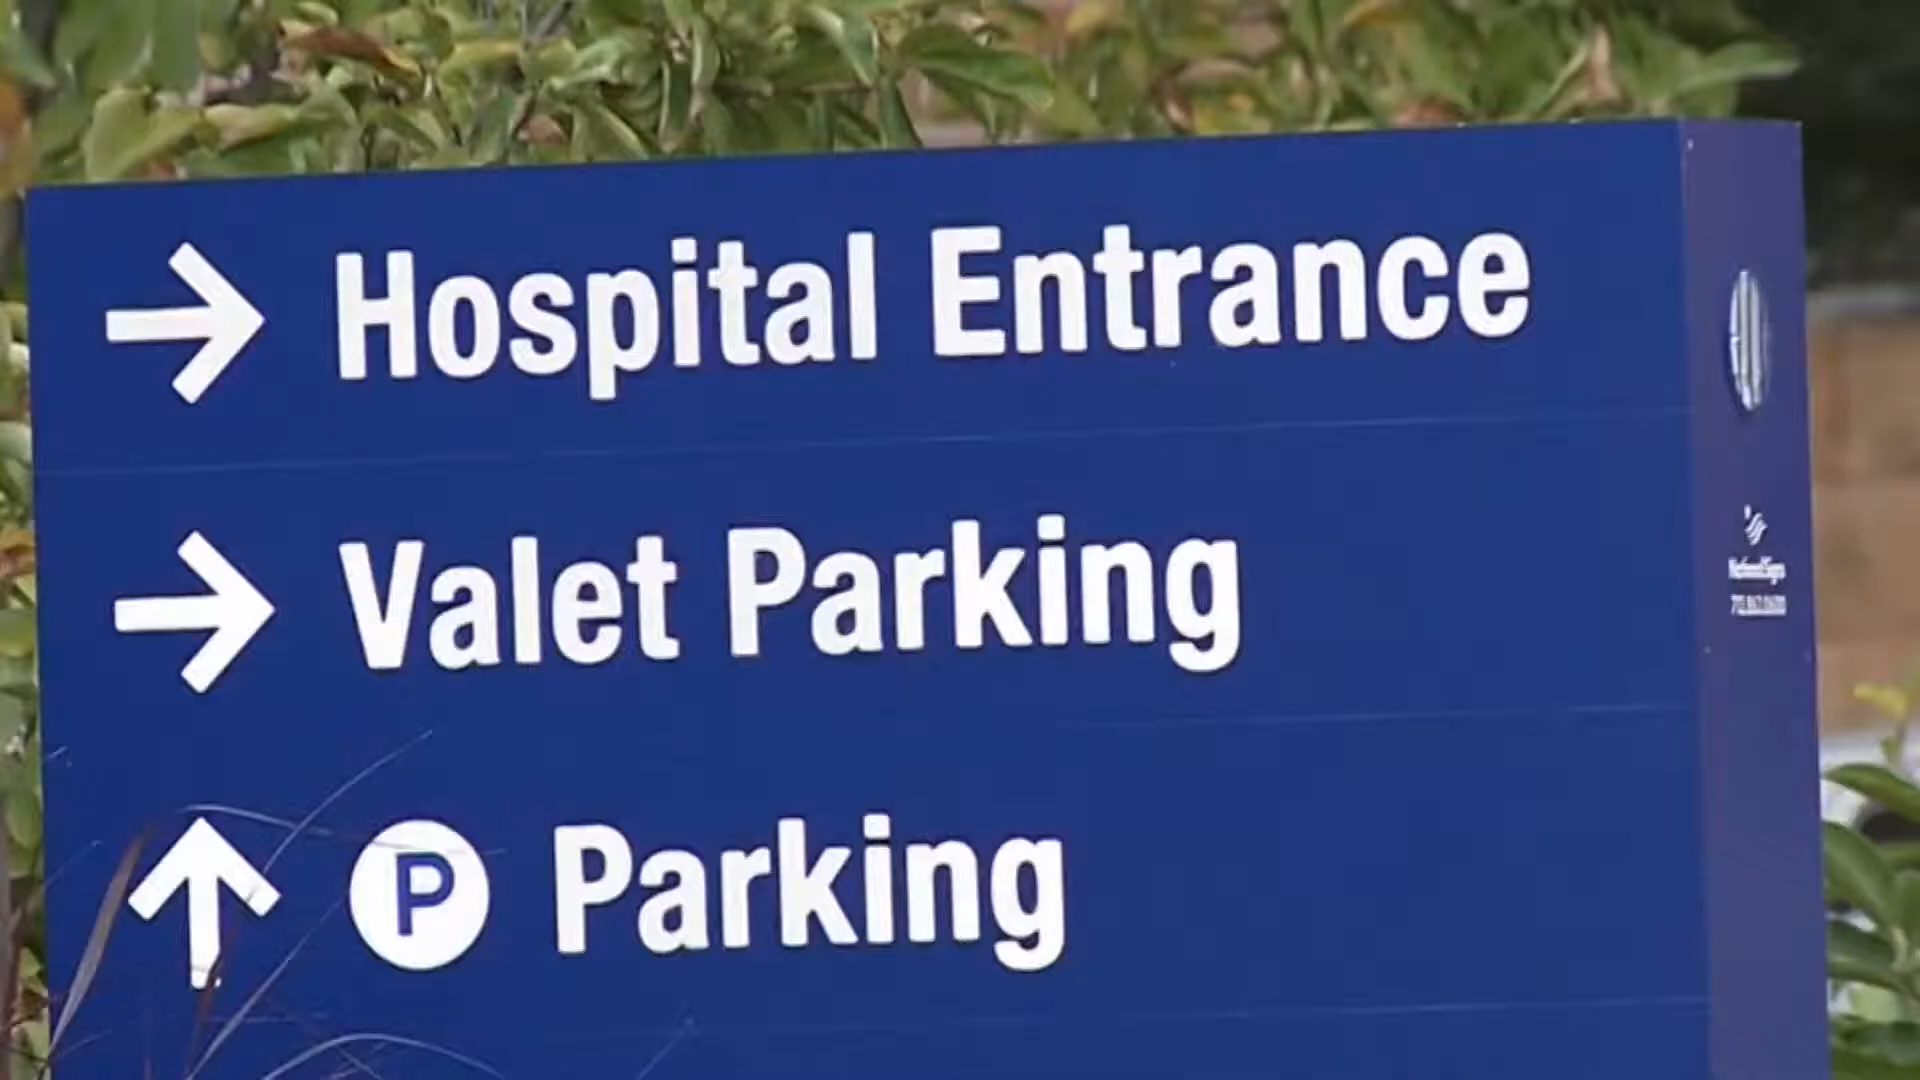 Hospital Entrance
Valet Parking
P Parking